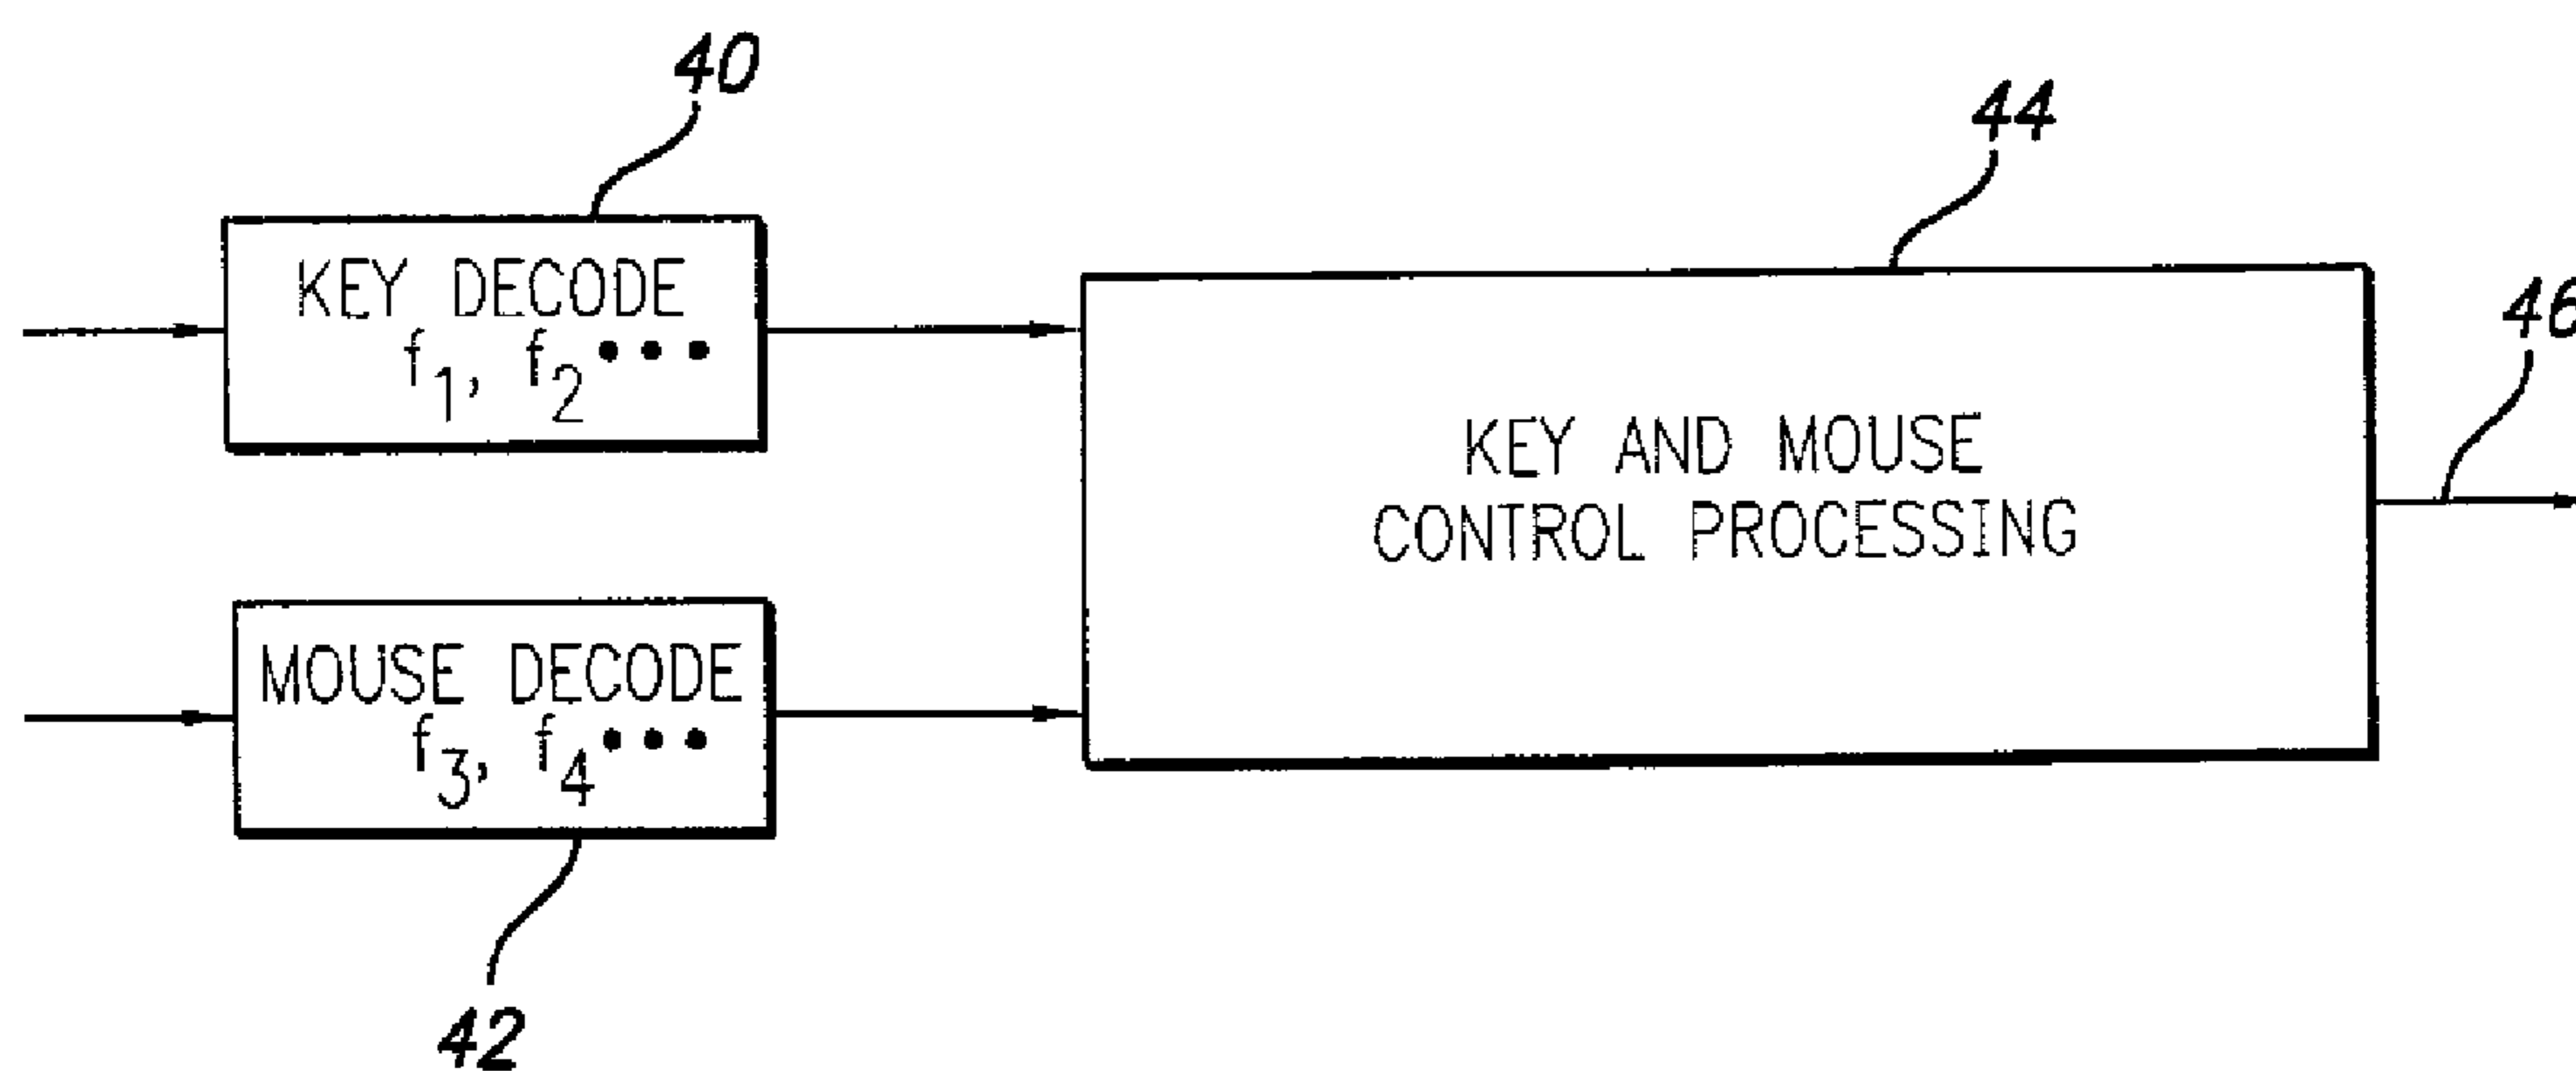 40
44
KEY DECODE
f1, f2 •••
46
KEY AND MOUSE
CONTROL PROCESSING
MOUSE DECODE
f3, f4 •••
42